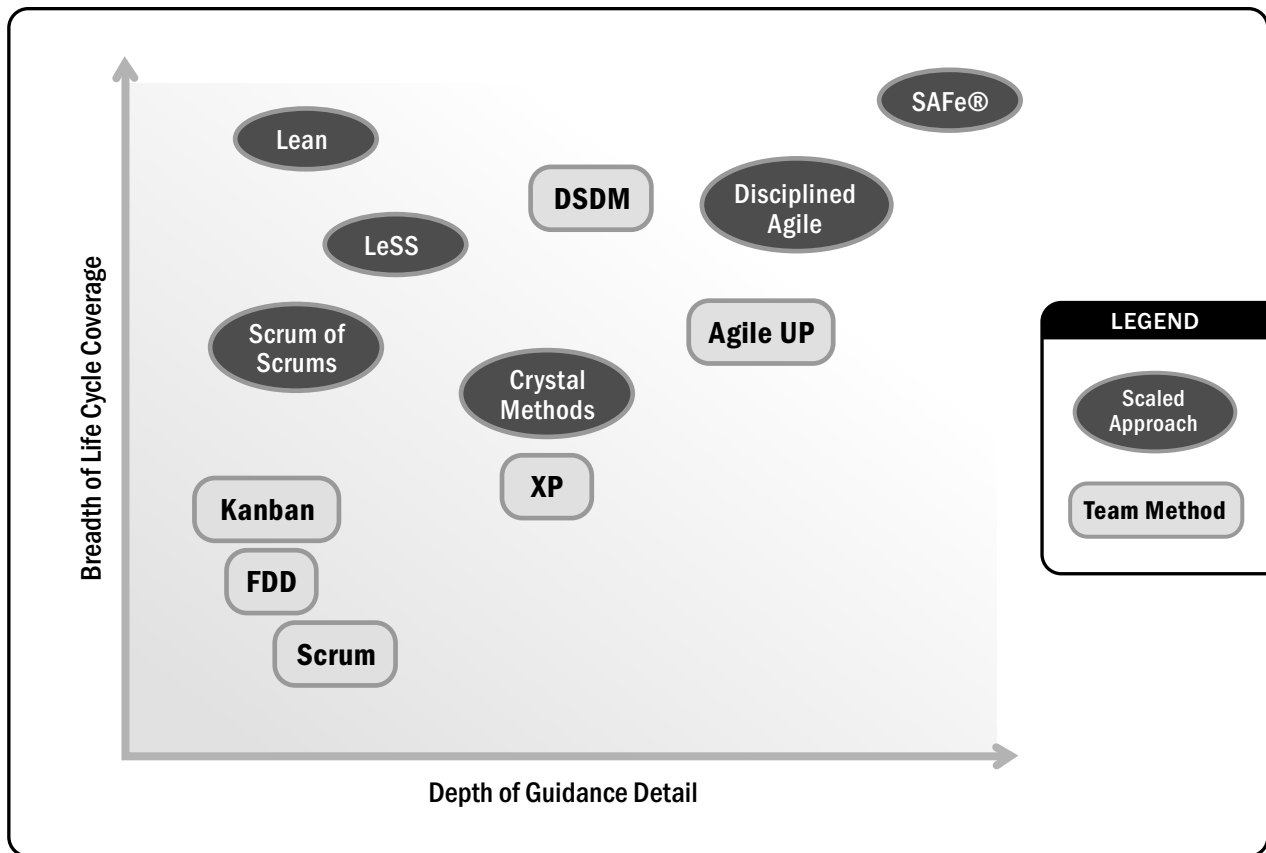 SAFe®
Lean
DSDM
Disciplined
Agile
LeSS
Scrum of
Scrums
Agile UP
Crystal
Methods
XP
Kanban
FDD
Scrum
Breadth of Life Cycle Coverage
Depth of Guidance Detail
LEGEND
Scaled
Approach
Team Method